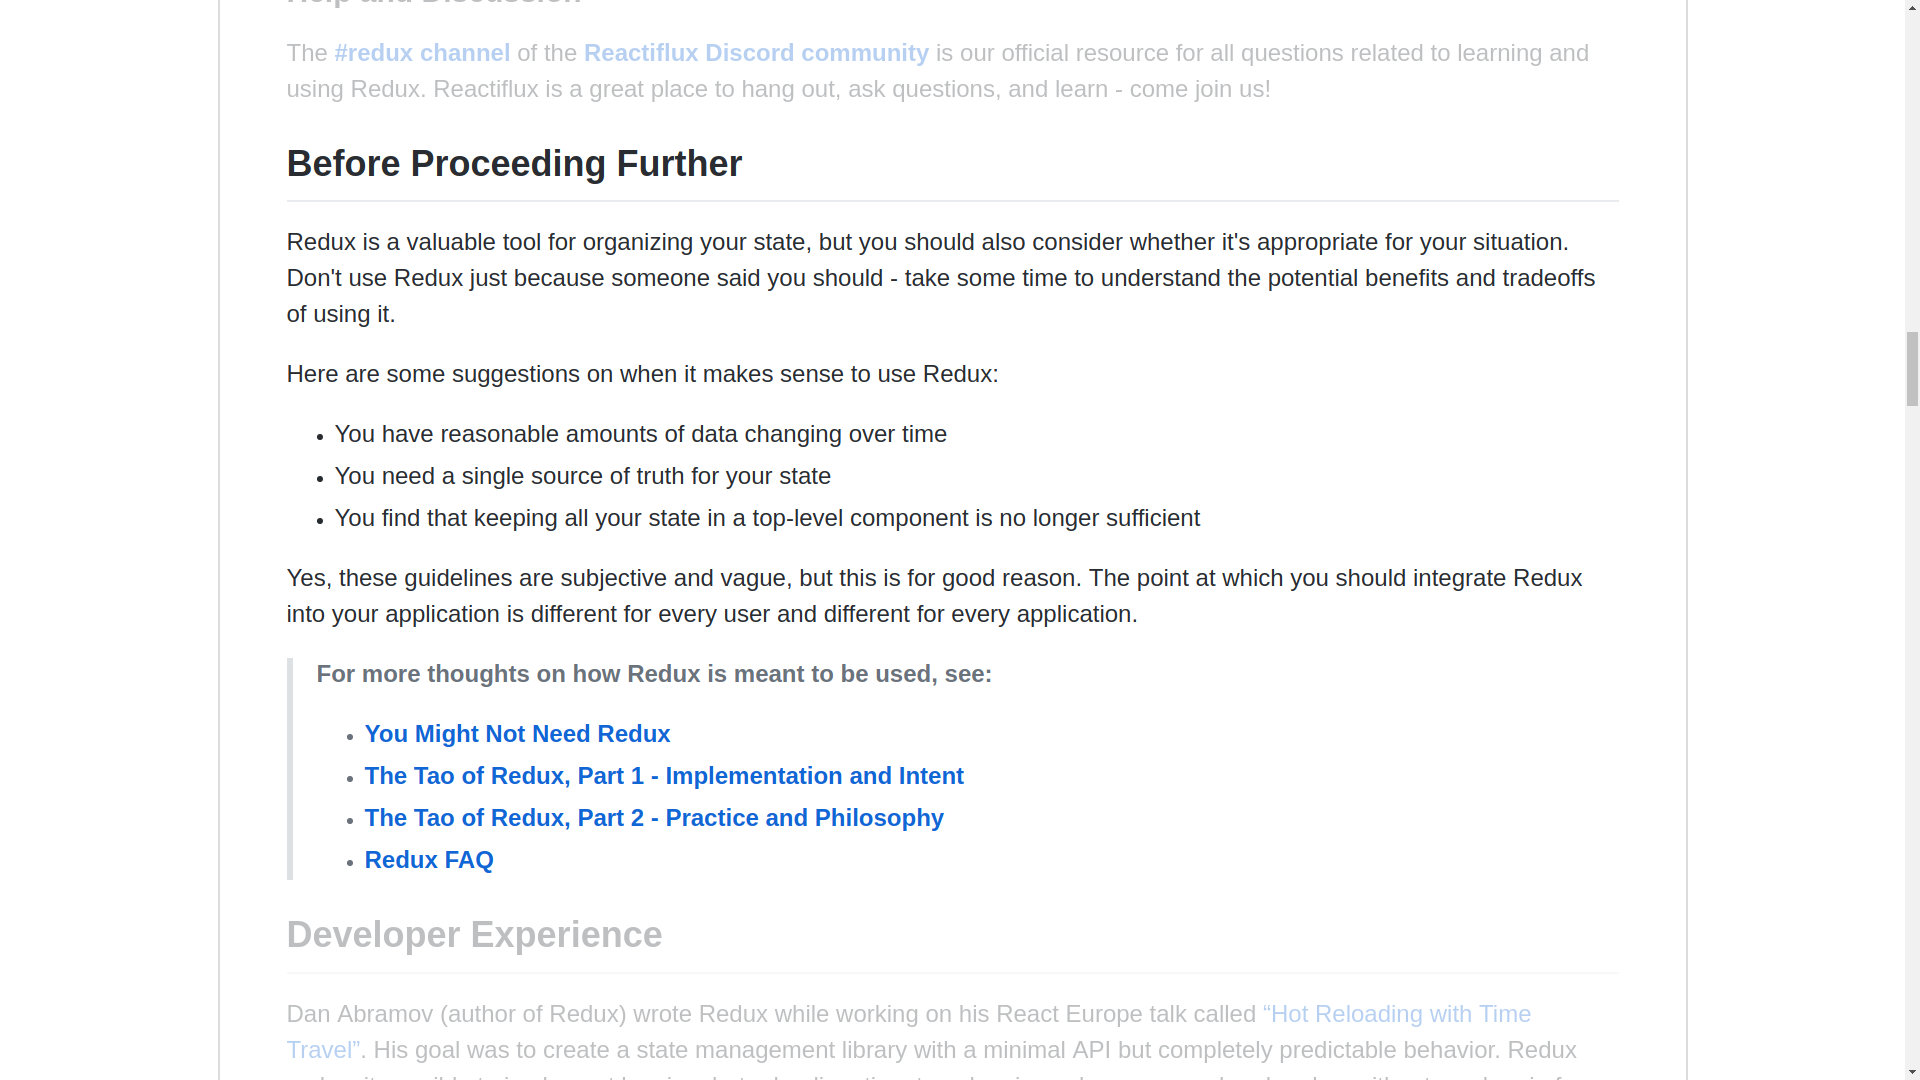 Help and Discussion
The #redux channel of the Reactiflux Discord community is our official resource for all questions related to learning and
using Redux. Reactiflux is a great place to hang out, ask questions, and learn - come join us!
Before Proceeding Further
Redux is a valuable tool for organizing your state, but you should also consider whether it's appropriate for your situation.
Don't use Redux just because someone said you should - take some time to understand the potential benefits and tradeoffs
of using it.
Here are some suggestions on when it makes sense to use Redux:
• You have reasonable amounts of data changing over time
• You need a single source of truth for your state
• You find that keeping all your state in a top-level component is no longer sufficient
Yes, these guidelines are subjective and vague, but this is for good reason. The point at which you should integrate Redux
into your application is different for every user and different for every application.
For more thoughts on how Redux is meant to be used, see:
• You Might Not Need Redux
• The Tao of Redux, Part 1 - Implementation and Intent
• The Tao of Redux, Part 2 - Practice and Philosophy
• Redux FAQ
Developer Experience
Dan Abramov (author of Redux) wrote Redux while working on his React Europe talk called “Hot Reloading with Time
Travel”. His goal was to create a state management library with a minimal API but completely predictable behavior. Redux